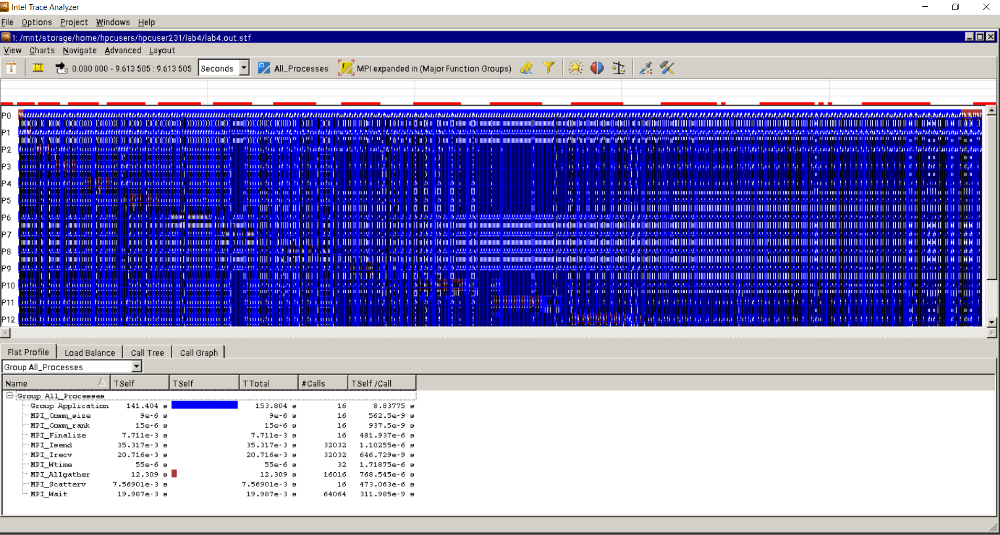 Intel Trace Analyzer
File Options Project Windows Help
1: /mnt/storage/home/hpcusers/hpcuser231/lab4/lab4.out.stf
View Charts Navigate Advanced Layout
0.000 000 - 9.613 505 : 9.613 505 Seconds All_Processes MPI expanded in (Major Function Groups)
P0
P1
P2
P3
P4
P5
P6
P7
P8
P9
P10
P11
P12
Flat Profile Load Balance Call Tree Call Graph
Group All_Processes
Name TSelf TSelf TTotal #Calls TSelf /Call
Group All_Processes
Group Application 141.404 s 153.804 s 16 8.83775 s
MPI_Comm_size 9e-6 s 9e-6 s 16 562.5e-9 s
MPI_Comm_rank 15e-6 s 15e-6 s 16 937.5e-9 s
MPI_Finalize 7.711e-3 s 7.711e-3 s 16 481.937e-6 s
MPI_Isend 35.317e-3 s 35.317e-3 s 32032 1.10255e-6 s
MPI_Irecv 20.716e-3 s 20.716e-3 s 32032 646.729e-9 s
MPI_Wtime 55e-6 s 55e-6 s 32 1.71875e-6 s
MPI_Allgather 12.309 s 12.309 s 16016 768.545e-6 s
MPI_Scatterv 7.56901e-3 s 7.56901e-3 s 16 473.063e-6 s
MPI_Wait 19.987e-3 s 19.987e-3 s 64064 311.985e-9 s